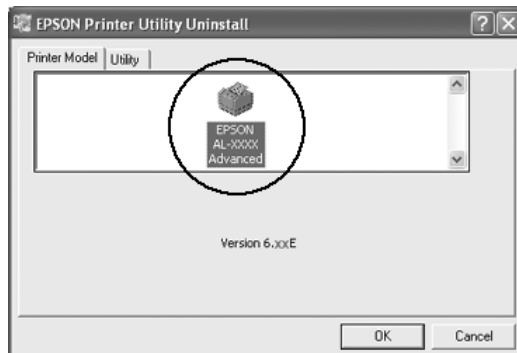 EPSON Printer Utility Uninstall
Printer Model Utility
EPSON
AL-XXXX
Advanced
Version 6.xxE
OK Cancel